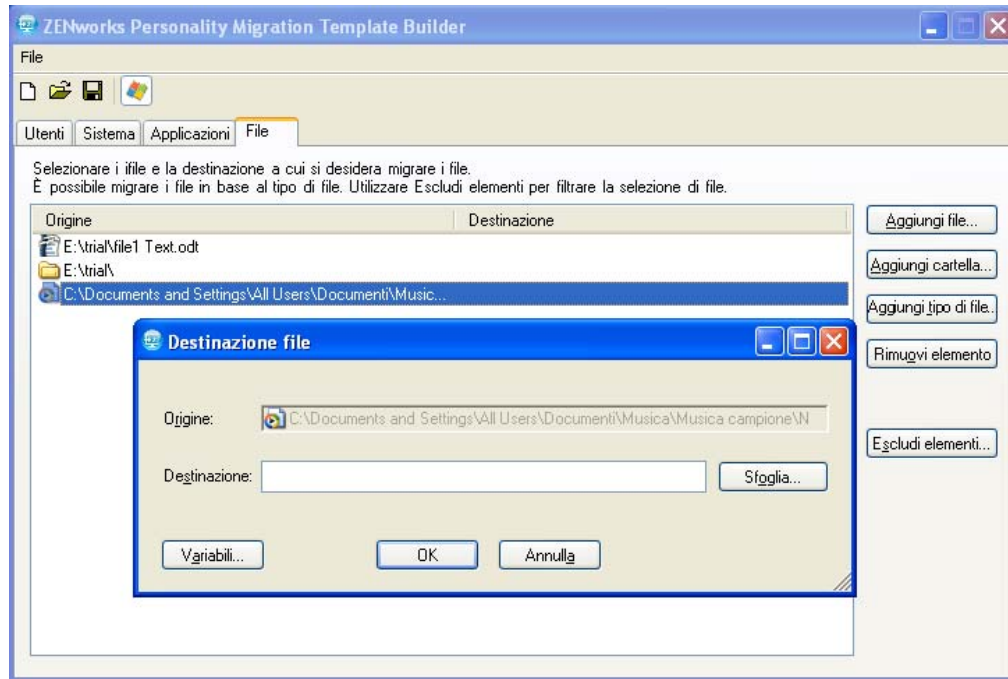 ZENworks Personality Migration Template Builder
File
Utenti Sistema Applicazioni File
Selezionare i ifile e la destinazione a cui si desidera migrare i file.
È possibile migrare i file in base al tipo di file. Utilizzare Escludi elementi per filtrare la selezione di file.
Origine Destinazione
E:\trial\file1 Text.odt
E:\trial\
C:\Documents and Settings\All Users\Documenti\Music...
Aggiungi file...
Aggiungi cartella...
Aggiungi tipo di file..
Rimuovi elemento
Escludi elementi...
Destinazione file
Origine: C:\Documents and Settings\All Users\Documenti\Musica\Musica campione\N
Destinazione: Sfoglia...
Variabili... OK Annulla